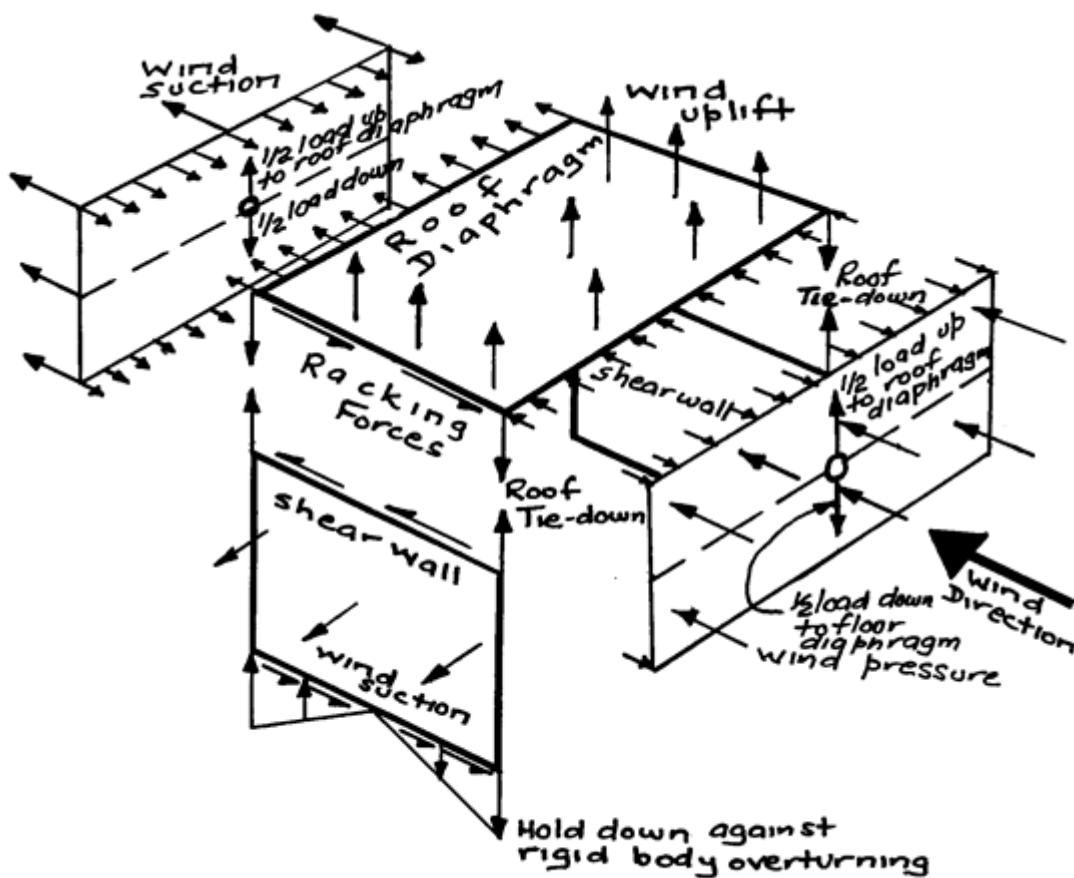 Wind
suction
1/2 load up
to roof diaphragm
1/2 load down
Wind
uplift
Roof
Diaphragm
Racking
Forces
Roof
Tie-down
Roof
Tie-down
shear wall
shear wall
1/2 load up
to roof
diaphragm
Wind
Direction
1/2 load down
to floor
diaphragm
wind pressure
wind
suction
Hold down against
rigid body overturning